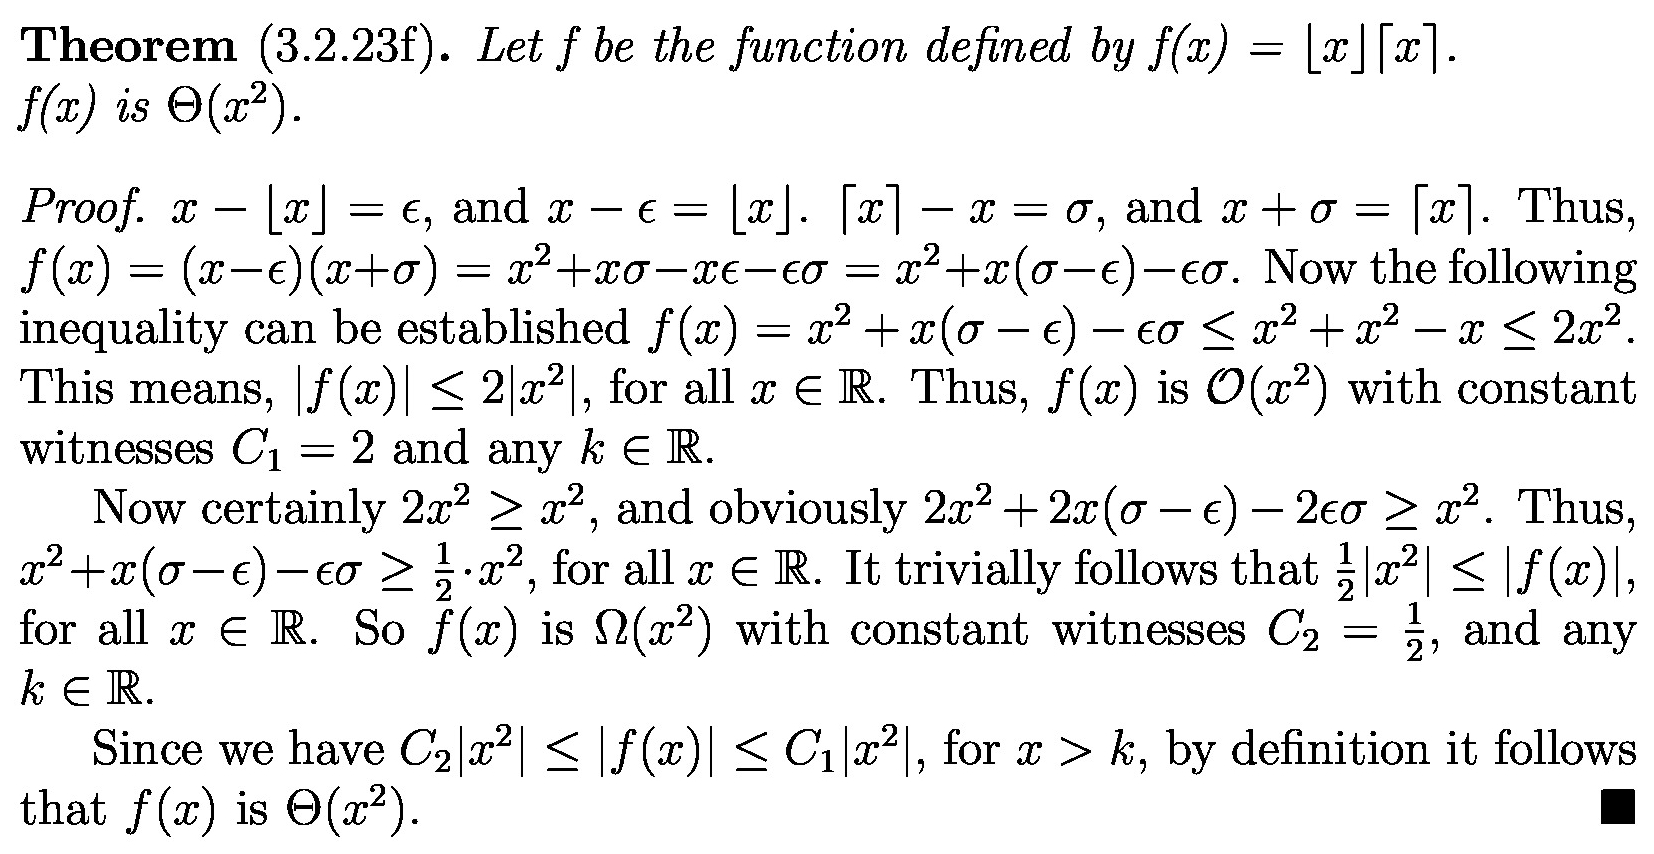 Theorem (3.2.23f). Let f be the function defined by f(x) = ⌊x⌋⌈x⌉.
f(x) is Θ(x²).
Proof. x − ⌊x⌋ = ϵ, and x − ϵ = ⌊x⌋. ⌈x⌉ − x = σ, and x + σ = ⌈x⌉. Thus,
f(x) = (x−ϵ)(x+σ) = x²+xσ−xϵ−ϵσ = x²+x(σ−ϵ)−ϵσ. Now the following
inequality can be established f(x) = x² + x(σ − ϵ) − ϵσ ≤ x² + x² − x ≤ 2x².
This means, |f(x)| ≤ 2|x²|, for all x ∈ ℝ. Thus, f(x) is 𝒪(x²) with constant
witnesses C₁ = 2 and any k ∈ ℝ.
Now certainly 2x² ≥ x², and obviously 2x² + 2x(σ − ϵ) − 2ϵσ ≥ x². Thus,
x²+x(σ−ϵ)−ϵσ ≥ ½·x², for all x ∈ ℝ. It trivially follows that ½|x²| ≤ |f(x)|,
for all x ∈ ℝ. So f(x) is Ω(x²) with constant witnesses C₂ = ½, and any
k ∈ ℝ.
Since we have C₂|x²| ≤ |f(x)| ≤ C₁|x²|, for x > k, by definition it follows
that f(x) is Θ(x²). ■